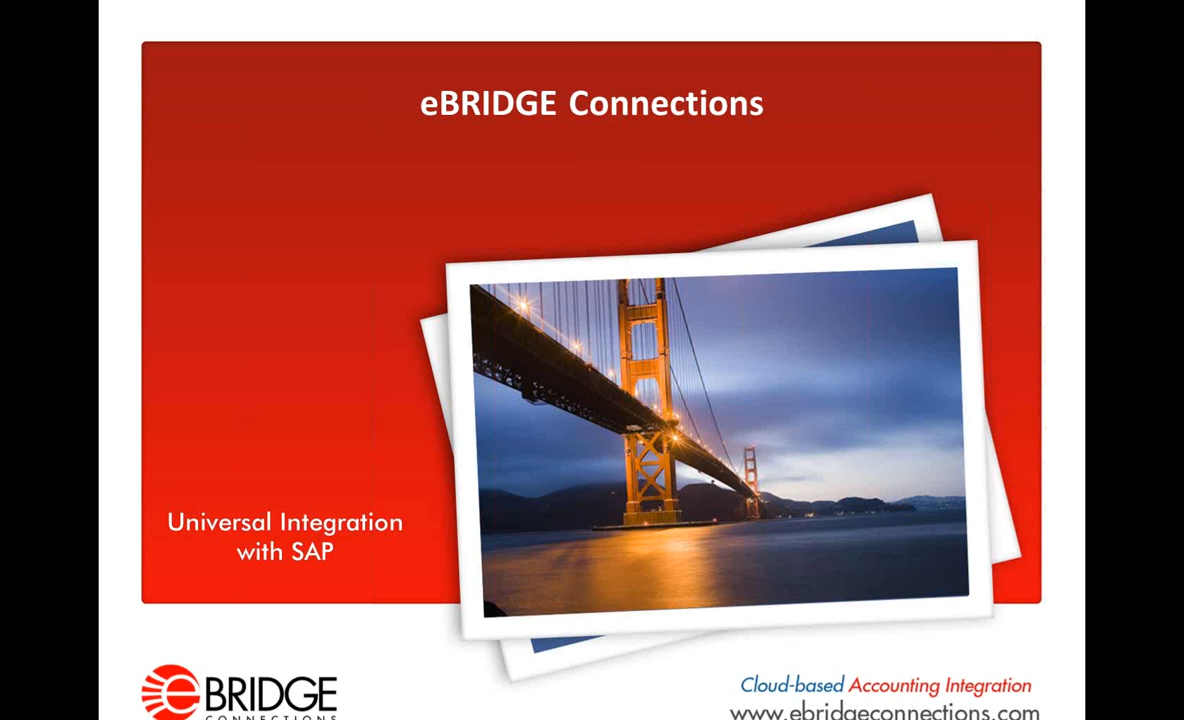 eBRIDGE Connections
Universal Integration
with SAP
eBRIDGE
CONNECTIONS
Cloud-based Accounting Integration
www.ebridgeconnections.com